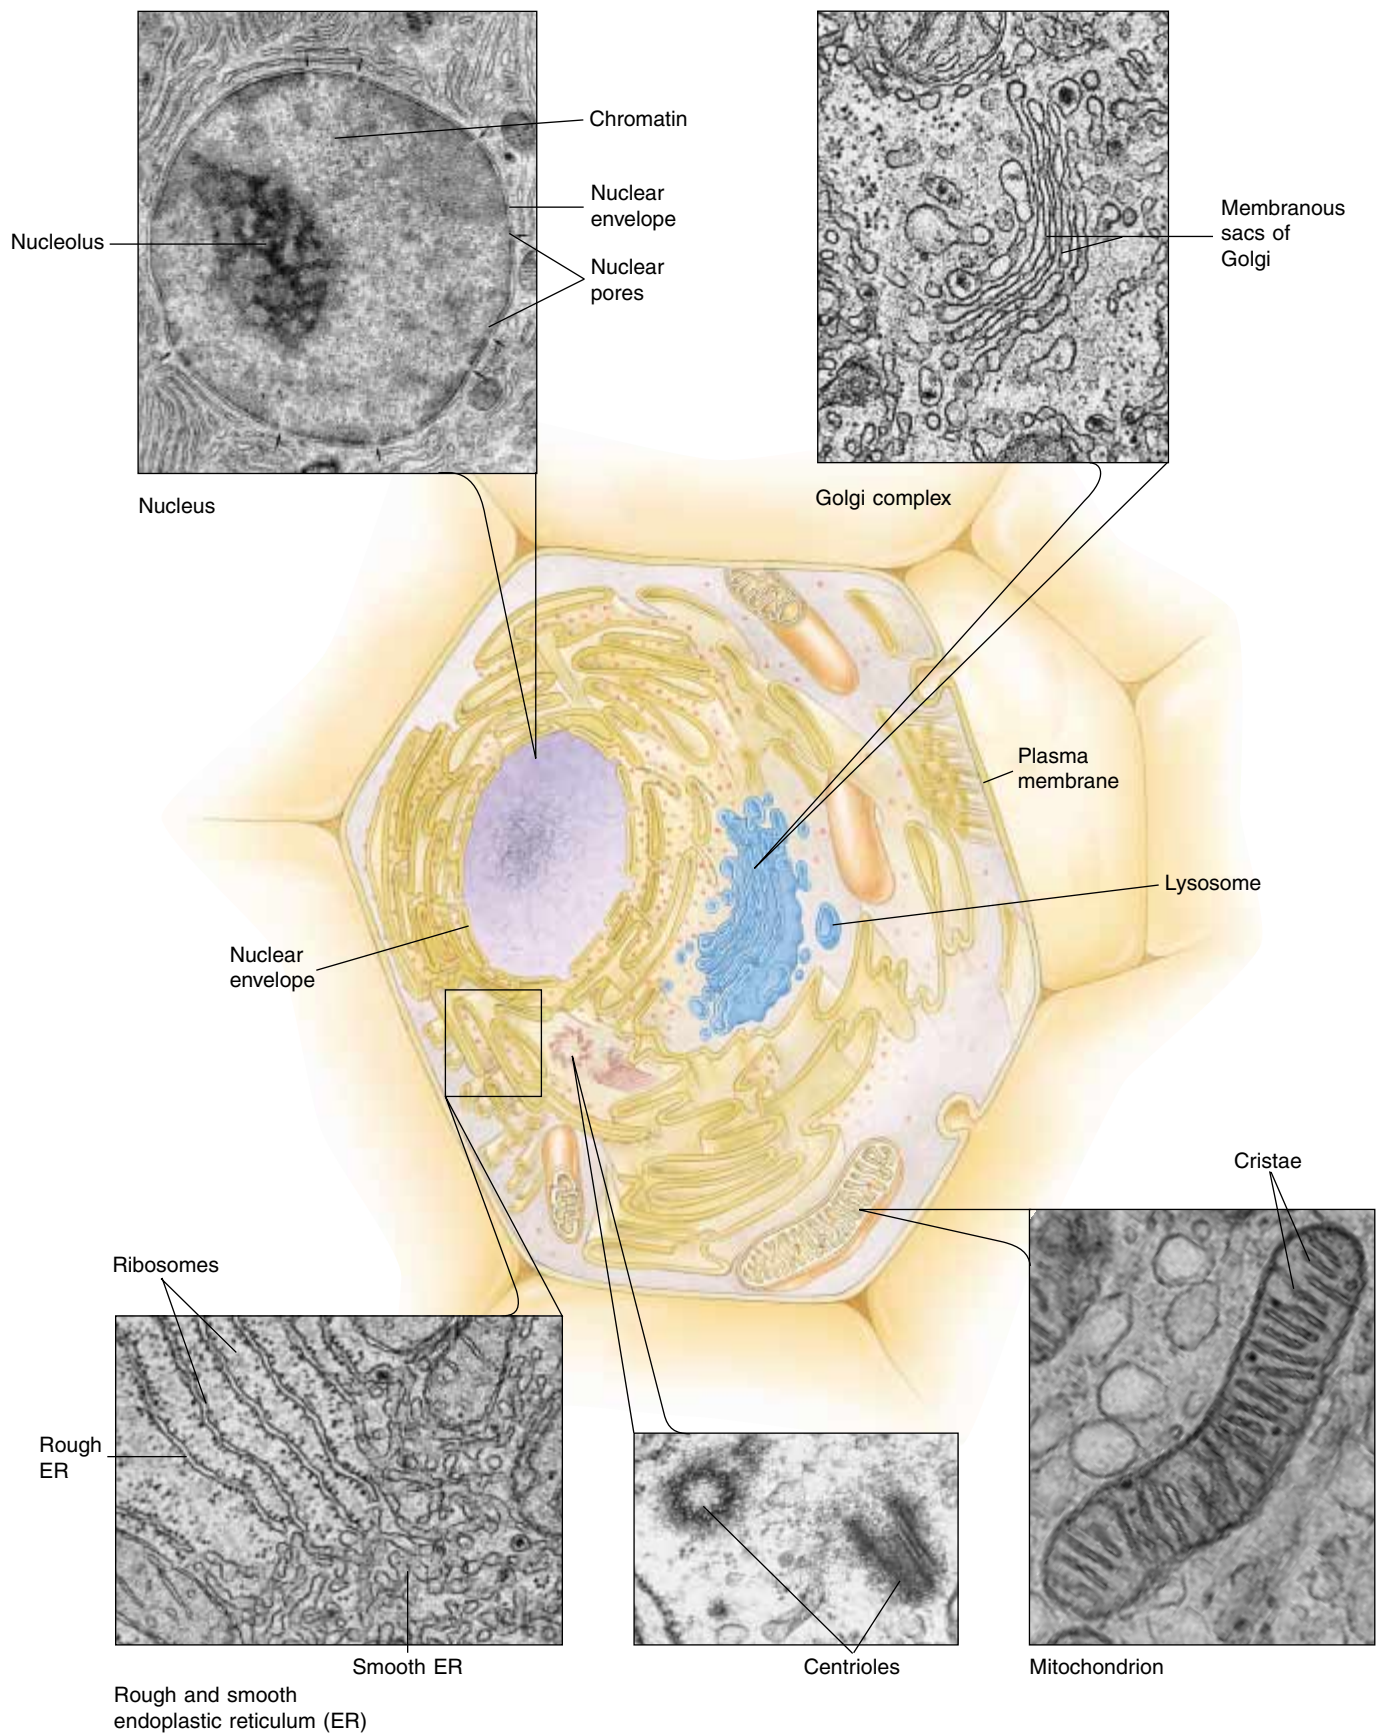 Chromatin
Nuclear
envelope
Nucleolus
Nuclear
pores
Membranous
sacs of
Golgi
Nucleus
Golgi complex
Plasma
membrane
Lysosome
Nuclear
envelope
Cristae
Ribosomes
Rough
ER
Smooth ER
Centrioles
Mitochondrion
Rough and smooth
endoplastic reticulum (ER)